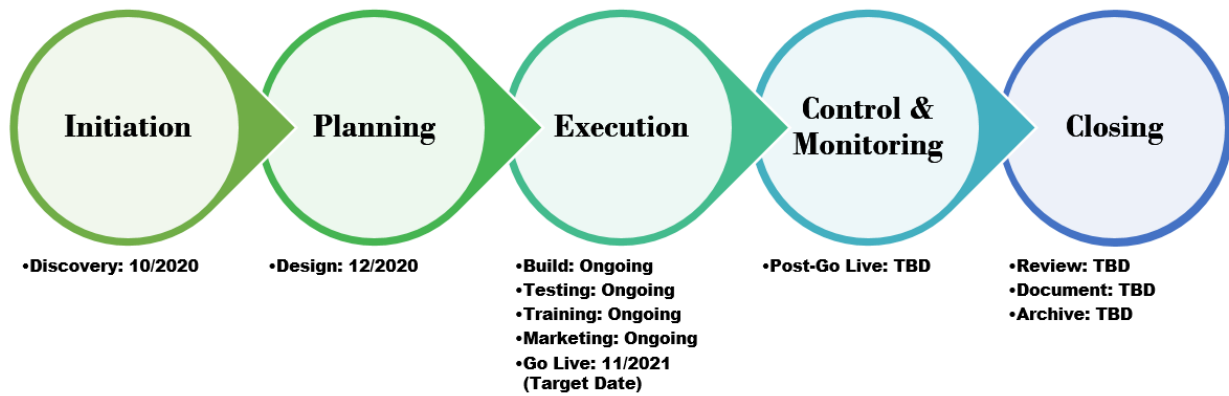 Initiation
Planning
Execution
Control &
Monitoring
Closing
•Discovery: 10/2020
•Design: 12/2020
•Build: Ongoing
•Testing: Ongoing
•Training: Ongoing
•Marketing: Ongoing
•Go Live: 11/2021
(Target Date)
•Post-Go Live: TBD
•Review: TBD
•Document: TBD
•Archive: TBD